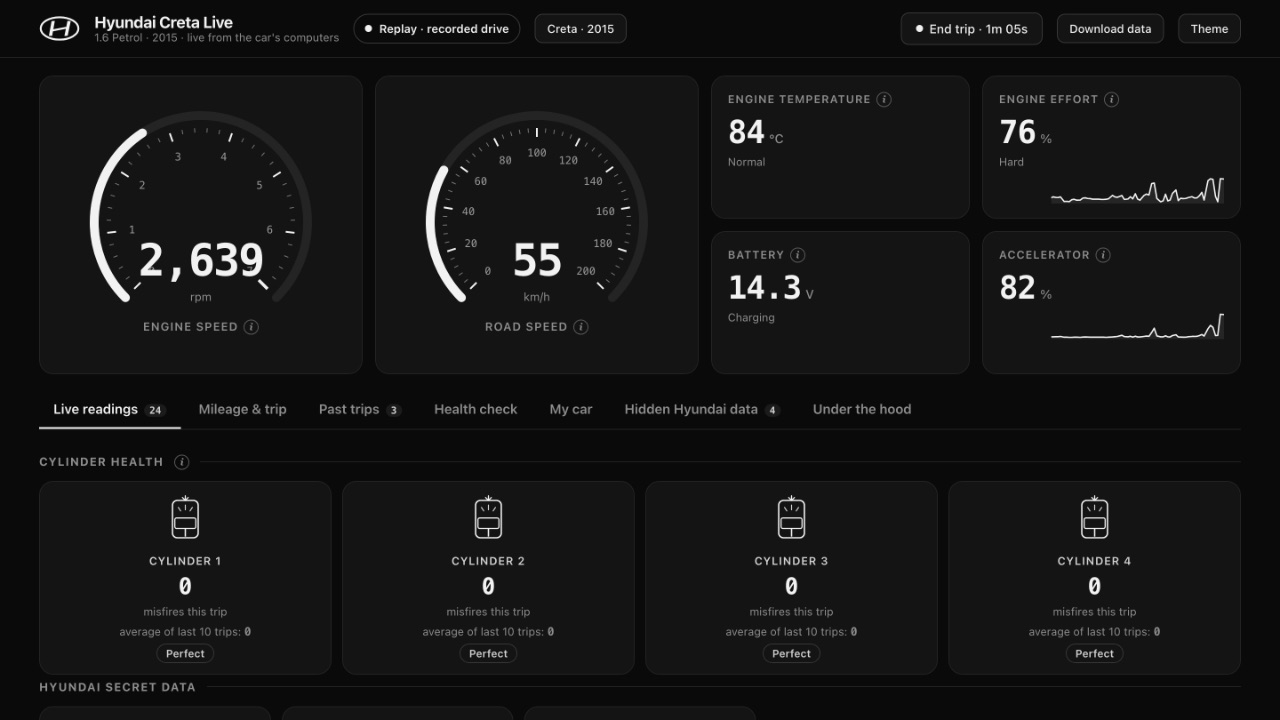 Hyundai Creta Live
1.6 Petrol · 2015 · live from the car's computers
Replay · recorded drive
Creta · 2015
End trip · 1m 05s
Download data
Theme
1
2
3
4
5
6
2,639
rpm
ENGINE SPEED i
0
20
40
60
80
100
120
140
160
180
200
55
km/h
ROAD SPEED i
ENGINE TEMPERATURE i
84 °C
Normal
ENGINE EFFORT i
76 %
Hard
BATTERY i
14.3 V
Charging
ACCELERATOR i
82 %
Live readings 24
Mileage & trip
Past trips 3
Health check
My car
Hidden Hyundai data 4
Under the hood
CYLINDER HEALTH i
CYLINDER 1
0
misfires this trip
average of last 10 trips: 0
Perfect
CYLINDER 2
0
misfires this trip
average of last 10 trips: 0
Perfect
CYLINDER 3
0
misfires this trip
average of last 10 trips: 0
Perfect
CYLINDER 4
0
misfires this trip
average of last 10 trips: 0
Perfect
HYUNDAI SECRET DATA